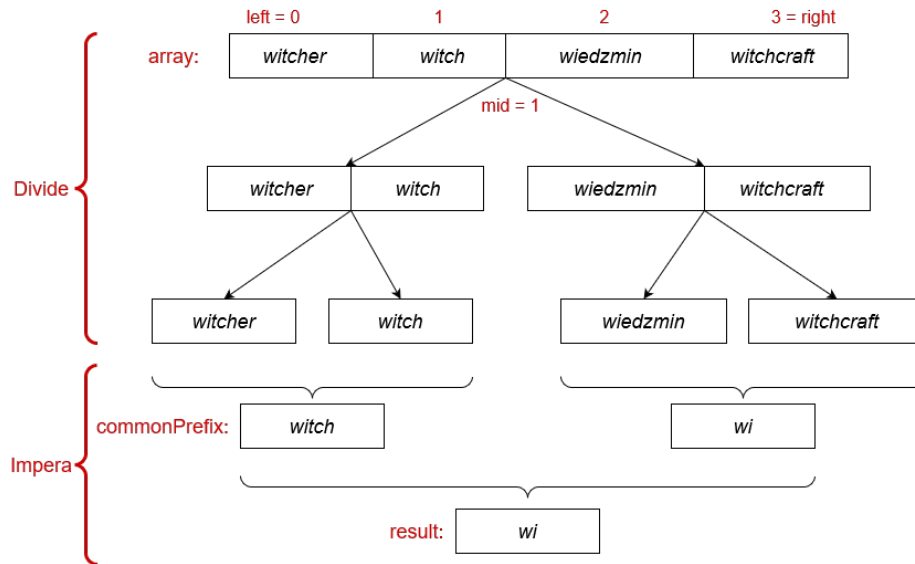 left = 0 1 2 3 = right
array: witcher witch wiedzmin witchcraft
mid = 1
Divide
witcher witch wiedzmin witchcraft
witcher witch wiedzmin witchcraft
commonPrefix: witch wi
Impera
result: wi